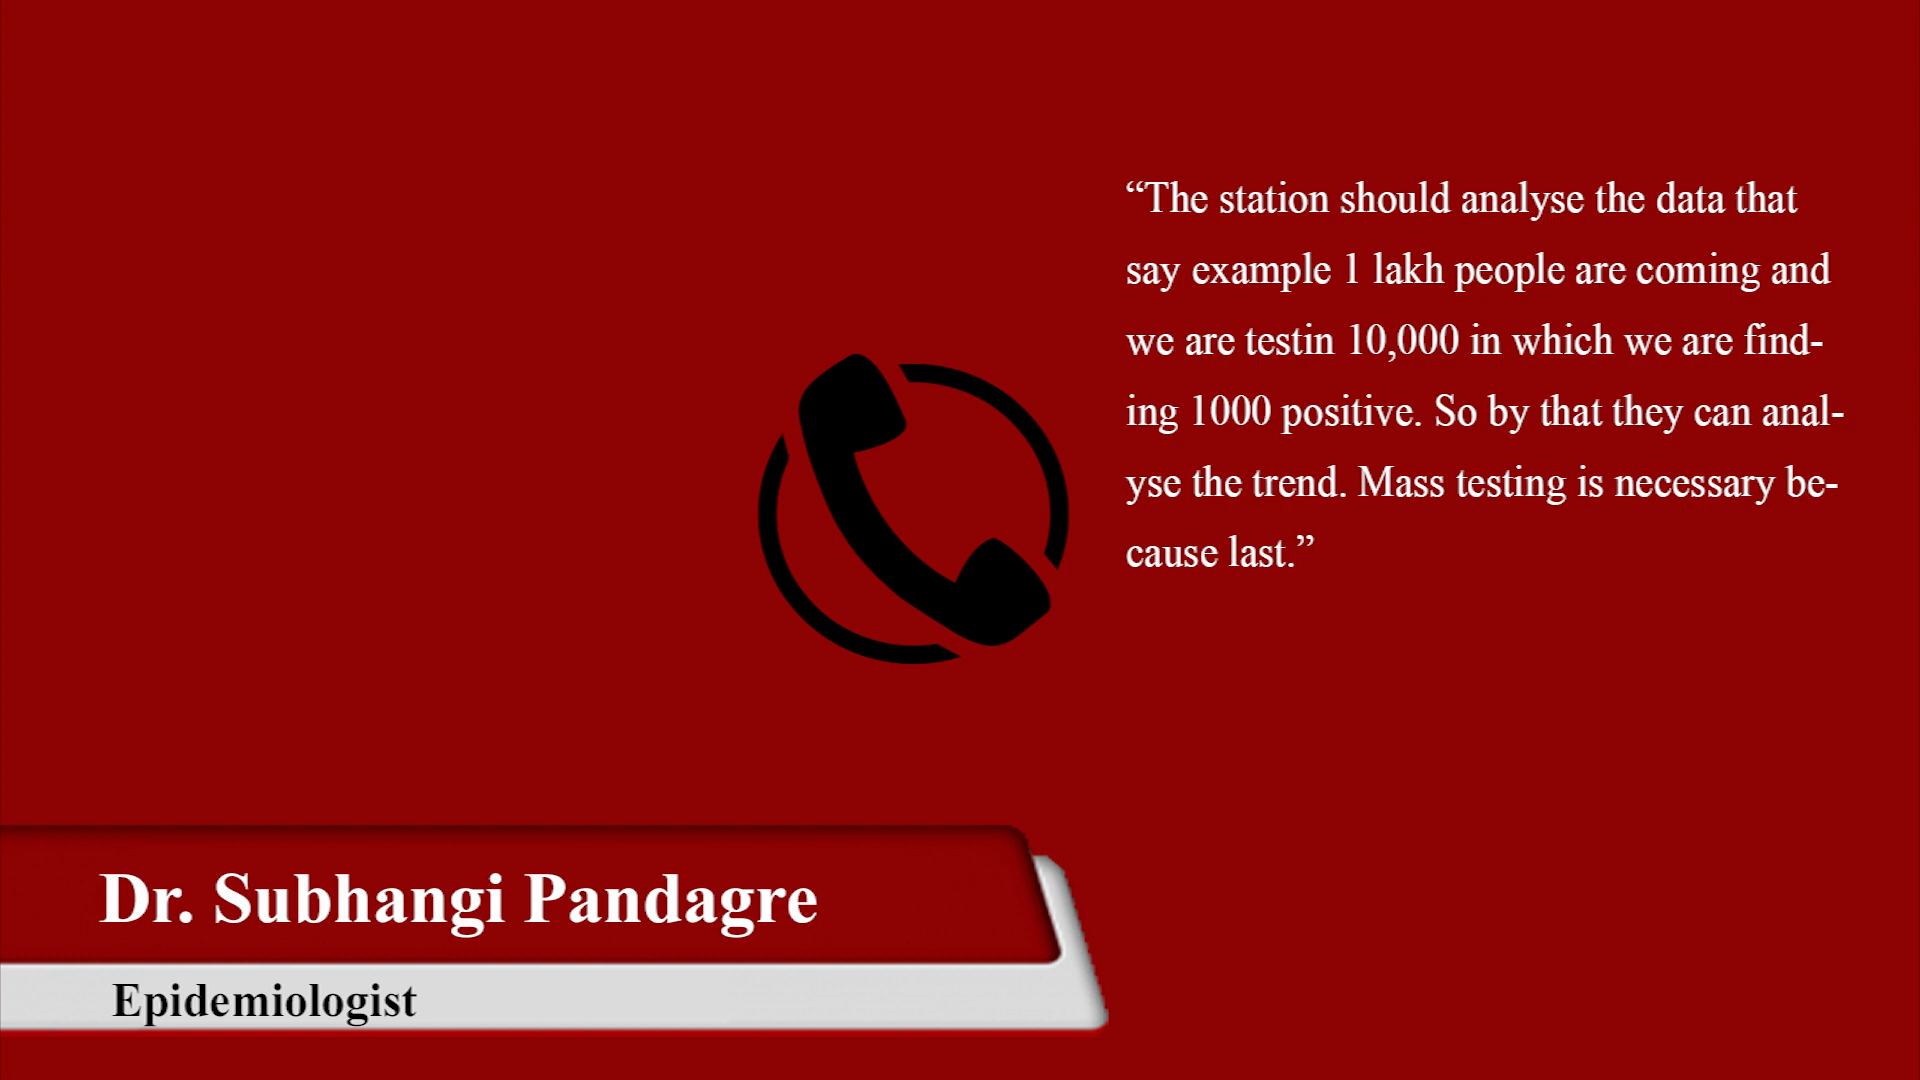 “The station should analyse the data that
say example 1 lakh people are coming and
we are testin 10,000 in which we are find-
ing 1000 positive. So by that they can anal-
yse the trend. Mass testing is necessary be-
cause last.”
Dr. Subhangi Pandagre
Epidemiologist